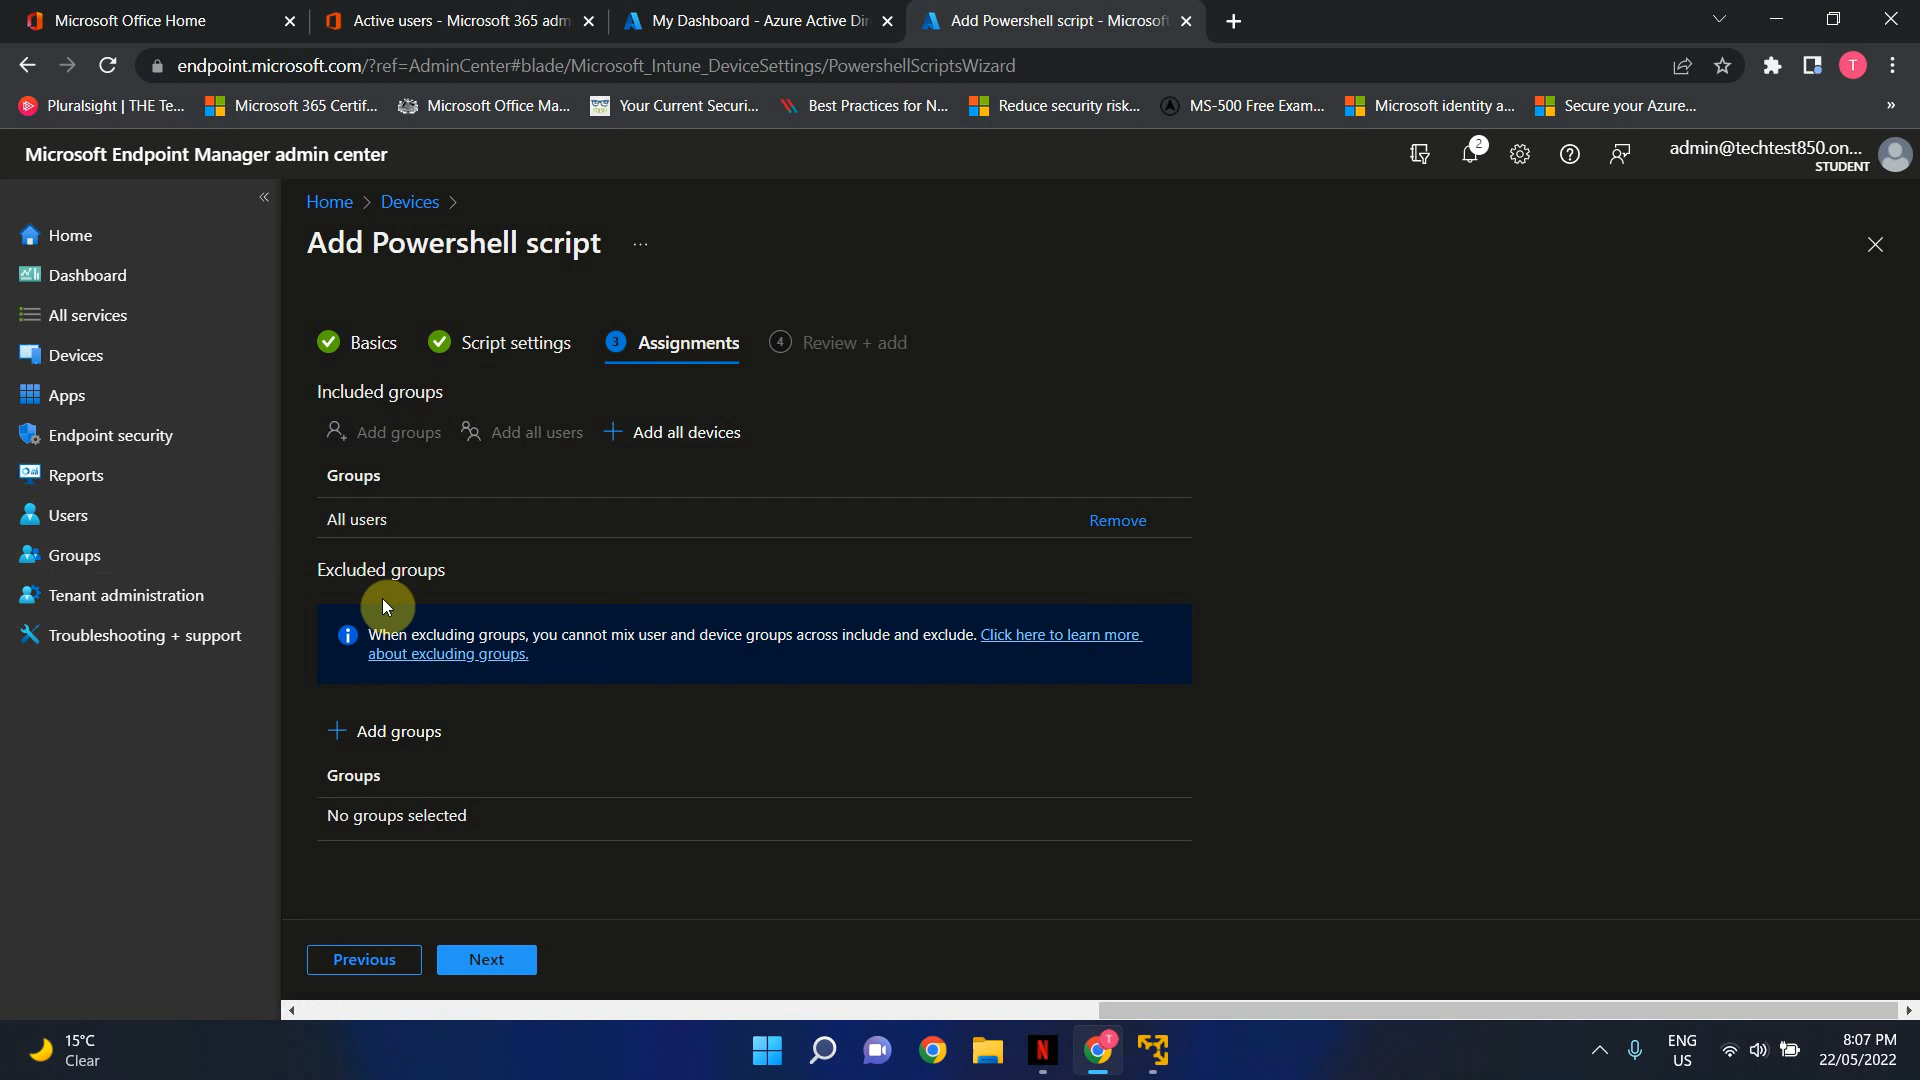 Microsoft Office Home
Active users - Microsoft 365 adm
My Dashboard - Azure Active Dir
Add Powershell script - Microsoft
endpoint.microsoft.com/?ref=AdminCenter#blade/Microsoft_Intune_DeviceSettings/PowershellScriptsWizard
T
Pluralsight | THE Te...
Microsoft 365 Certif...
Microsoft Office Ma...
Your Current Securi...
Best Practices for N...
Reduce security risk...
MS-500 Free Exam...
Microsoft identity a...
Secure your Azure...
»
Microsoft Endpoint Manager admin center
2
admin@techtest850.on...
STUDENT
«
Home
Dashboard
All services
Devices
Apps
Endpoint security
Reports
Users
Groups
Tenant administration
Troubleshooting + support
Home > Devices >
Add Powershell script ...
Basics
Script settings
3 Assignments
4 Review + add
Included groups
Add groups
Add all users
+ Add all devices
Groups
All users
Remove
Excluded groups
When excluding groups, you cannot mix user and device groups across include and exclude. Click here to learn more
about excluding groups.
+ Add groups
Groups
No groups selected
Previous
Next
15°C
Clear
N
T
ENG
US
8:07 PM
22/05/2022